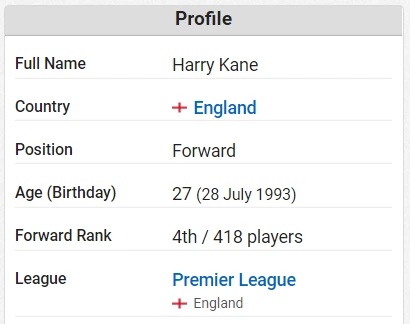 Profile
Full Name Harry Kane
Country England
Position Forward
Age (Birthday) 27 (28 July 1993)
Forward Rank 4th / 418 players
League Premier League
England